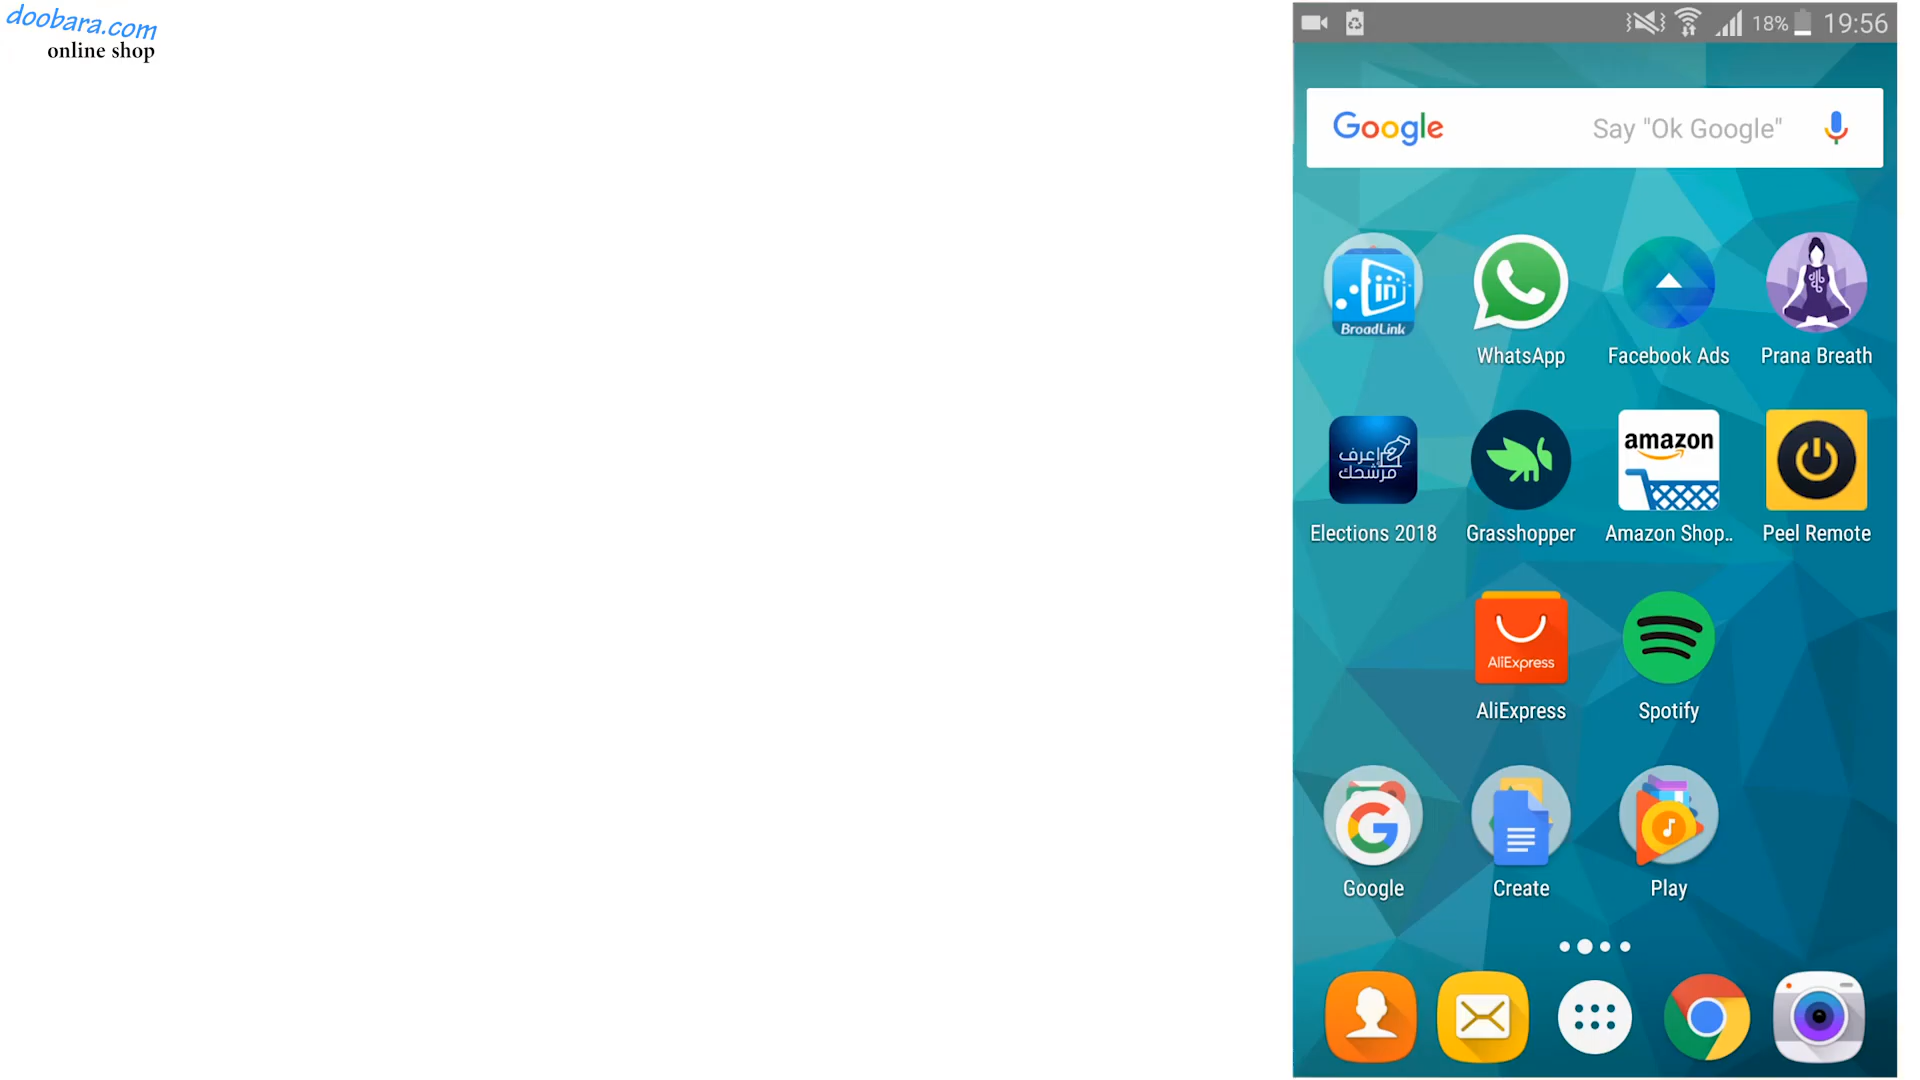 doobara.com
online shop
18% 19:56
Google Say "Ok Google"
in
BroadLink
WhatsApp
Facebook Ads
Prana Breath
اعرف
مرشحك
amazon
Elections 2018
Grasshopper
Amazon Shop..
Peel Remote
AliExpress
AliExpress
Spotify
G
Google
Create
Play